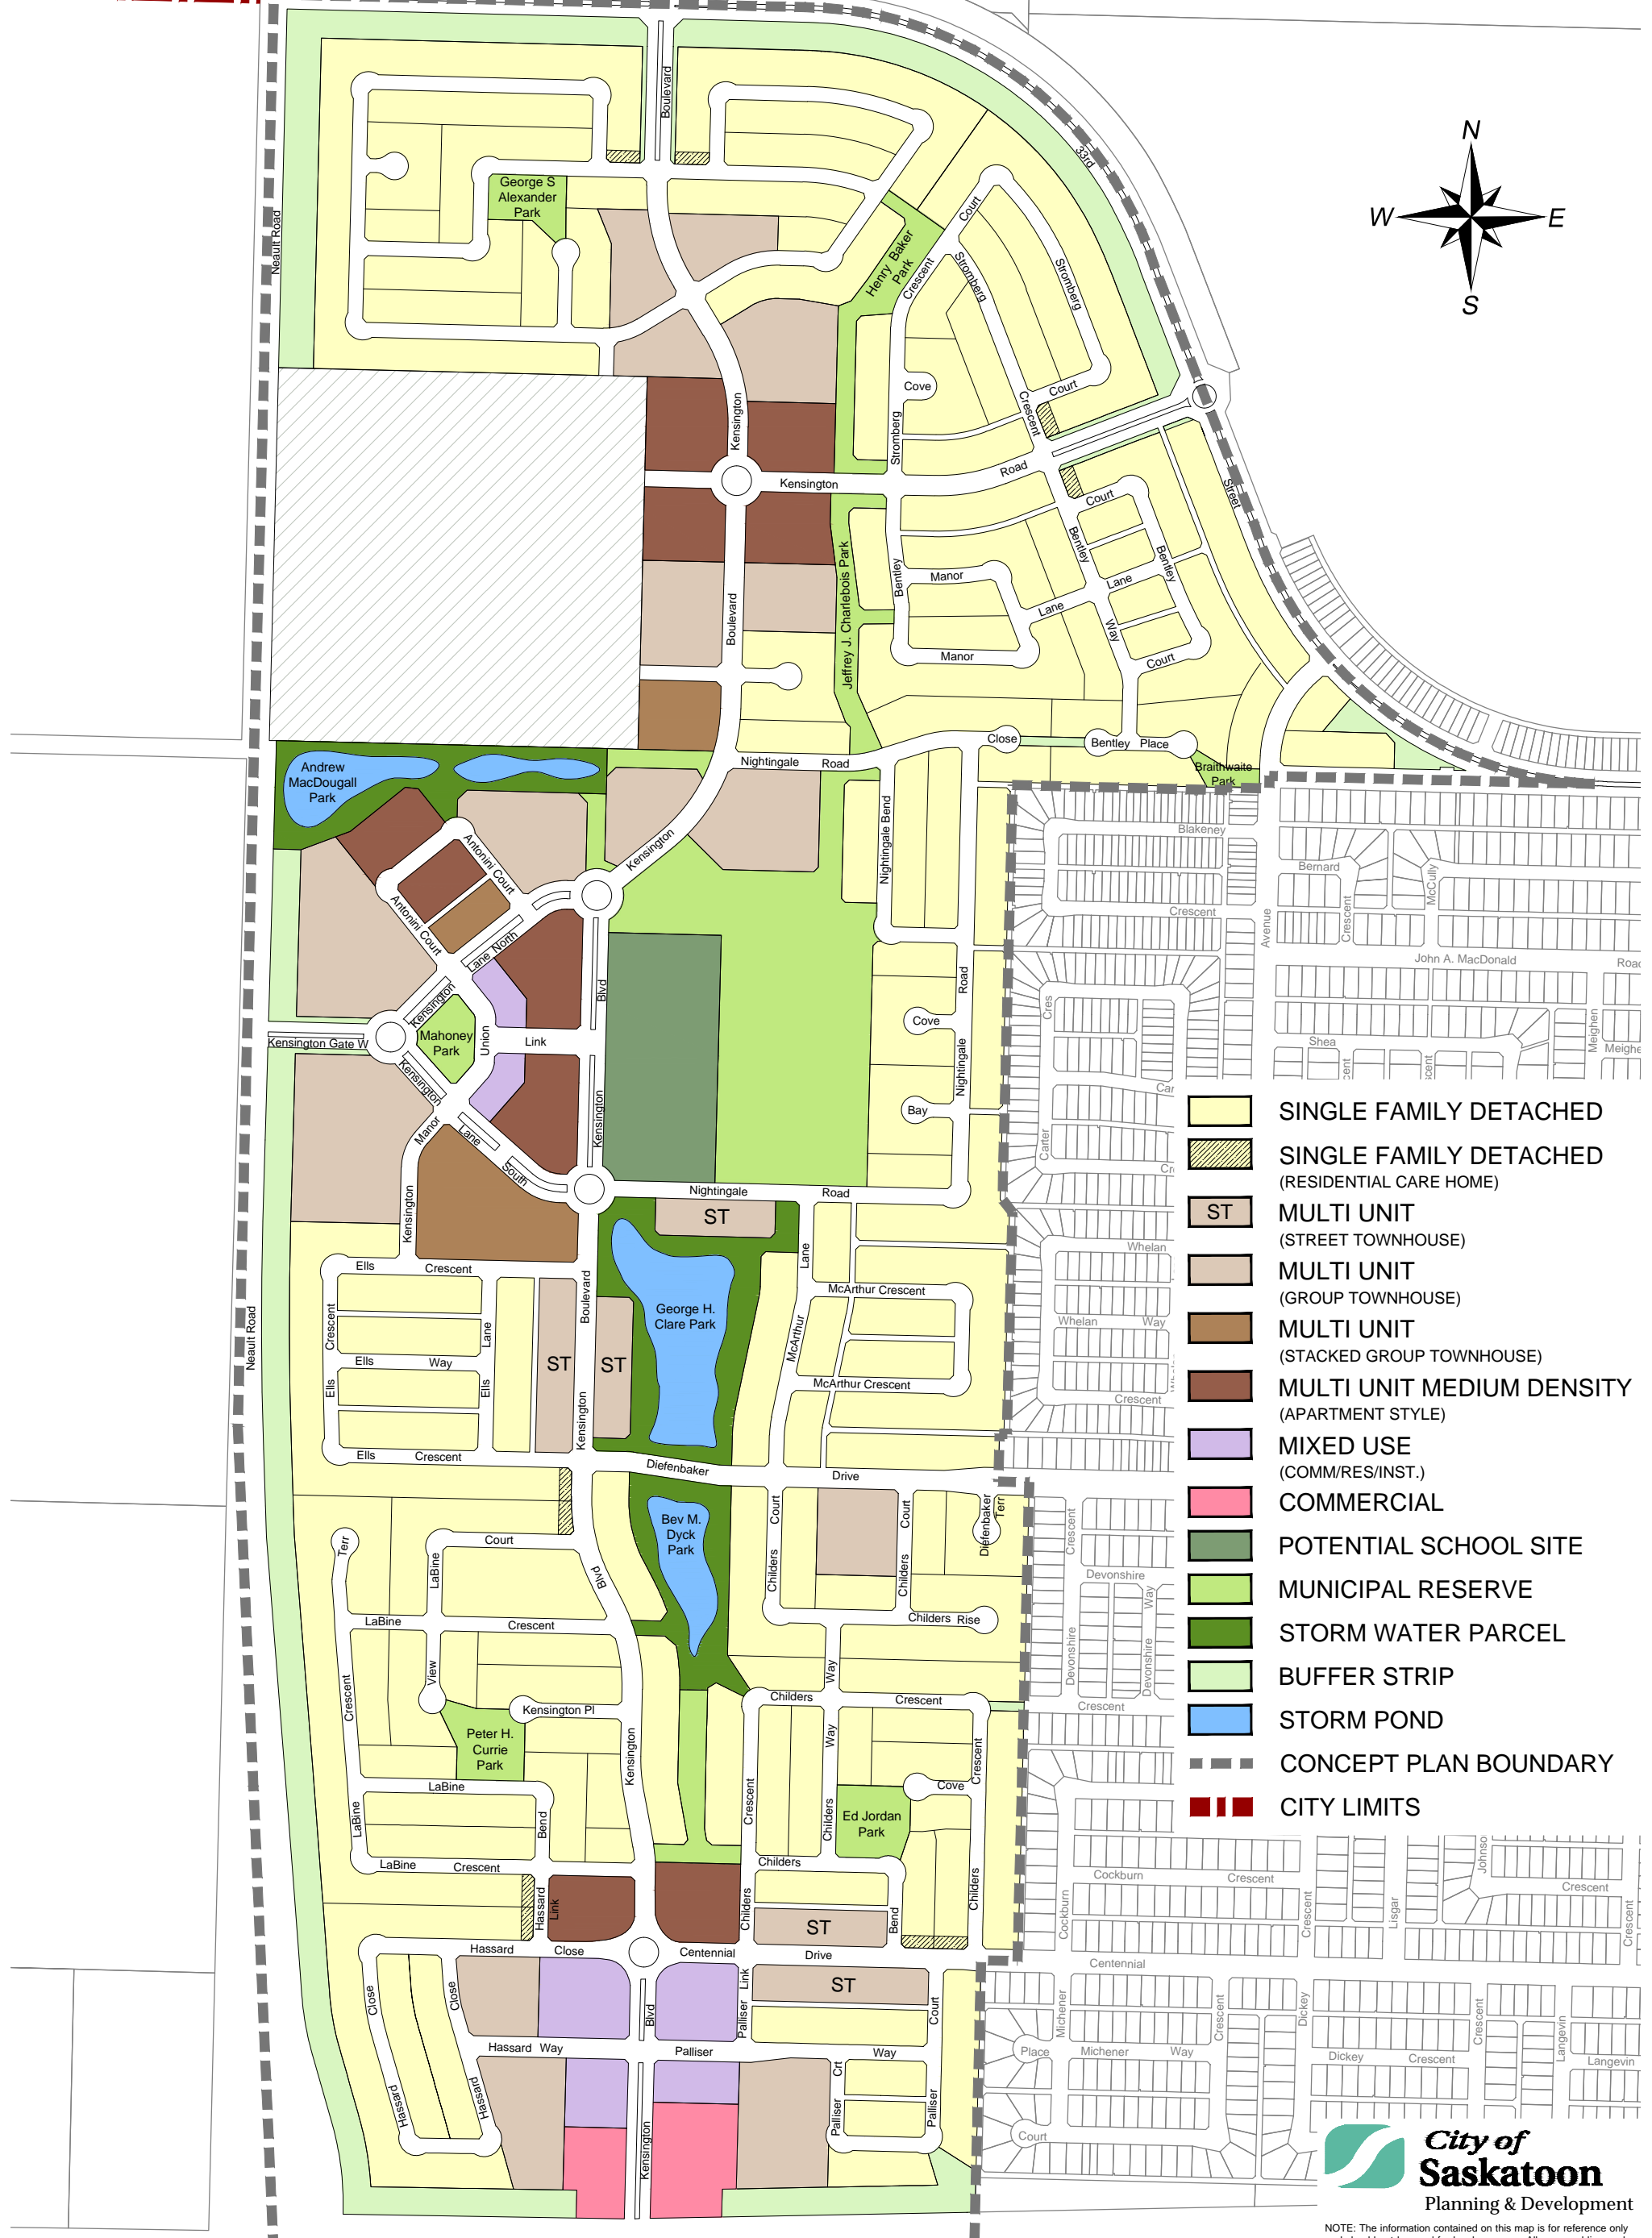 Boulevard
33rd
N
W
E
S
George S
Alexander
Park
Neault Road
Henry Baker
Park
Court
Crescent
Stromberg
Stromberg
Cove
Court
Crescent
Kensington
Stromberg
Road
Kensington
Street
Court
Bentley
Bentley
Bentley
Manor
Lane
Lane
Jeffrey J. Charlebois Park
Boulevard
Way
Manor
Court
Close
Bentley Place
Nightingale Road
Braithwaite
Park
Andrew
MacDougall
Park
Blakeney
Bernard
McCully
Kensington
Nightingale Bend
Antonini Court
Antonini Court
Crescent
Avenue
Crescent
Lane North
John A. MacDonald
Road
Blvd
Kensington
Cres
Cove
Mahoney
Park
Union
Link
Kensington Gate W
Shea
Meighen
Meighe
Nightingale
Kensington
Bay
Kensington
Manor
Lane
South
Carter
Nightingale Road
ST
Kensington
Lane
Whelan
Ells Crescent
Boulevard
McArthur Crescent
George H.
Clare Park
Crescent
Lane
McArthur
Whelan Way
Neault Road
Ells Way
ST
ST
Ells
Ells
McArthur Crescent
Crescent
Kensington
Ells Crescent
Diefenbaker
Drive
Court
Court
Diefenbaker
Terr
Crescent
Bev M.
Dyck
Park
Terr
Court
LaBine
Blvd
Childers
Childers
Devonshire
Way
LaBine
Crescent
Childers Rise
Devonshire
Devonshire
View
Way
Crescent
Childers
Crescent
Crescent
Kensington Pl
Peter H.
Currie
Park
Kensington
Way
Crescent
LaBine
Cove
Crescent
LaBine
Bend
Childers
Ed Jordan
Park
LaBine Crescent
Childers
Childers
Hassard
Link
Childers
Bend
ST
Cockburn
Cockburn Crescent
Crescent
Lisgar
Johnso
Crescent
Crescent
Hassard Close
Centennial
Drive
Centennial
Close
Close
Blvd
Link
Palliser
ST
Court
Michener
Crescent
Dickey
Crescent
Langevin
Hassard Way
Palliser
Way
Place
Michener Way
Dickey Crescent
Langevin
Hassard
Hassard
Crt
Palliser
Palliser
Court
Kensington
SINGLE FAMILY DETACHED
SINGLE FAMILY DETACHED
(RESIDENTIAL CARE HOME)
ST MULTI UNIT
(STREET TOWNHOUSE)
MULTI UNIT
(GROUP TOWNHOUSE)
MULTI UNIT
(STACKED GROUP TOWNHOUSE)
MULTI UNIT MEDIUM DENSITY
(APARTMENT STYLE)
MIXED USE
(COMM/RES/INST.)
COMMERCIAL
POTENTIAL SCHOOL SITE
MUNICIPAL RESERVE
STORM WATER PARCEL
BUFFER STRIP
STORM POND
CONCEPT PLAN BOUNDARY
CITY LIMITS
City of
Saskatoon
Planning & Development
NOTE: The information contained on this map is for reference only